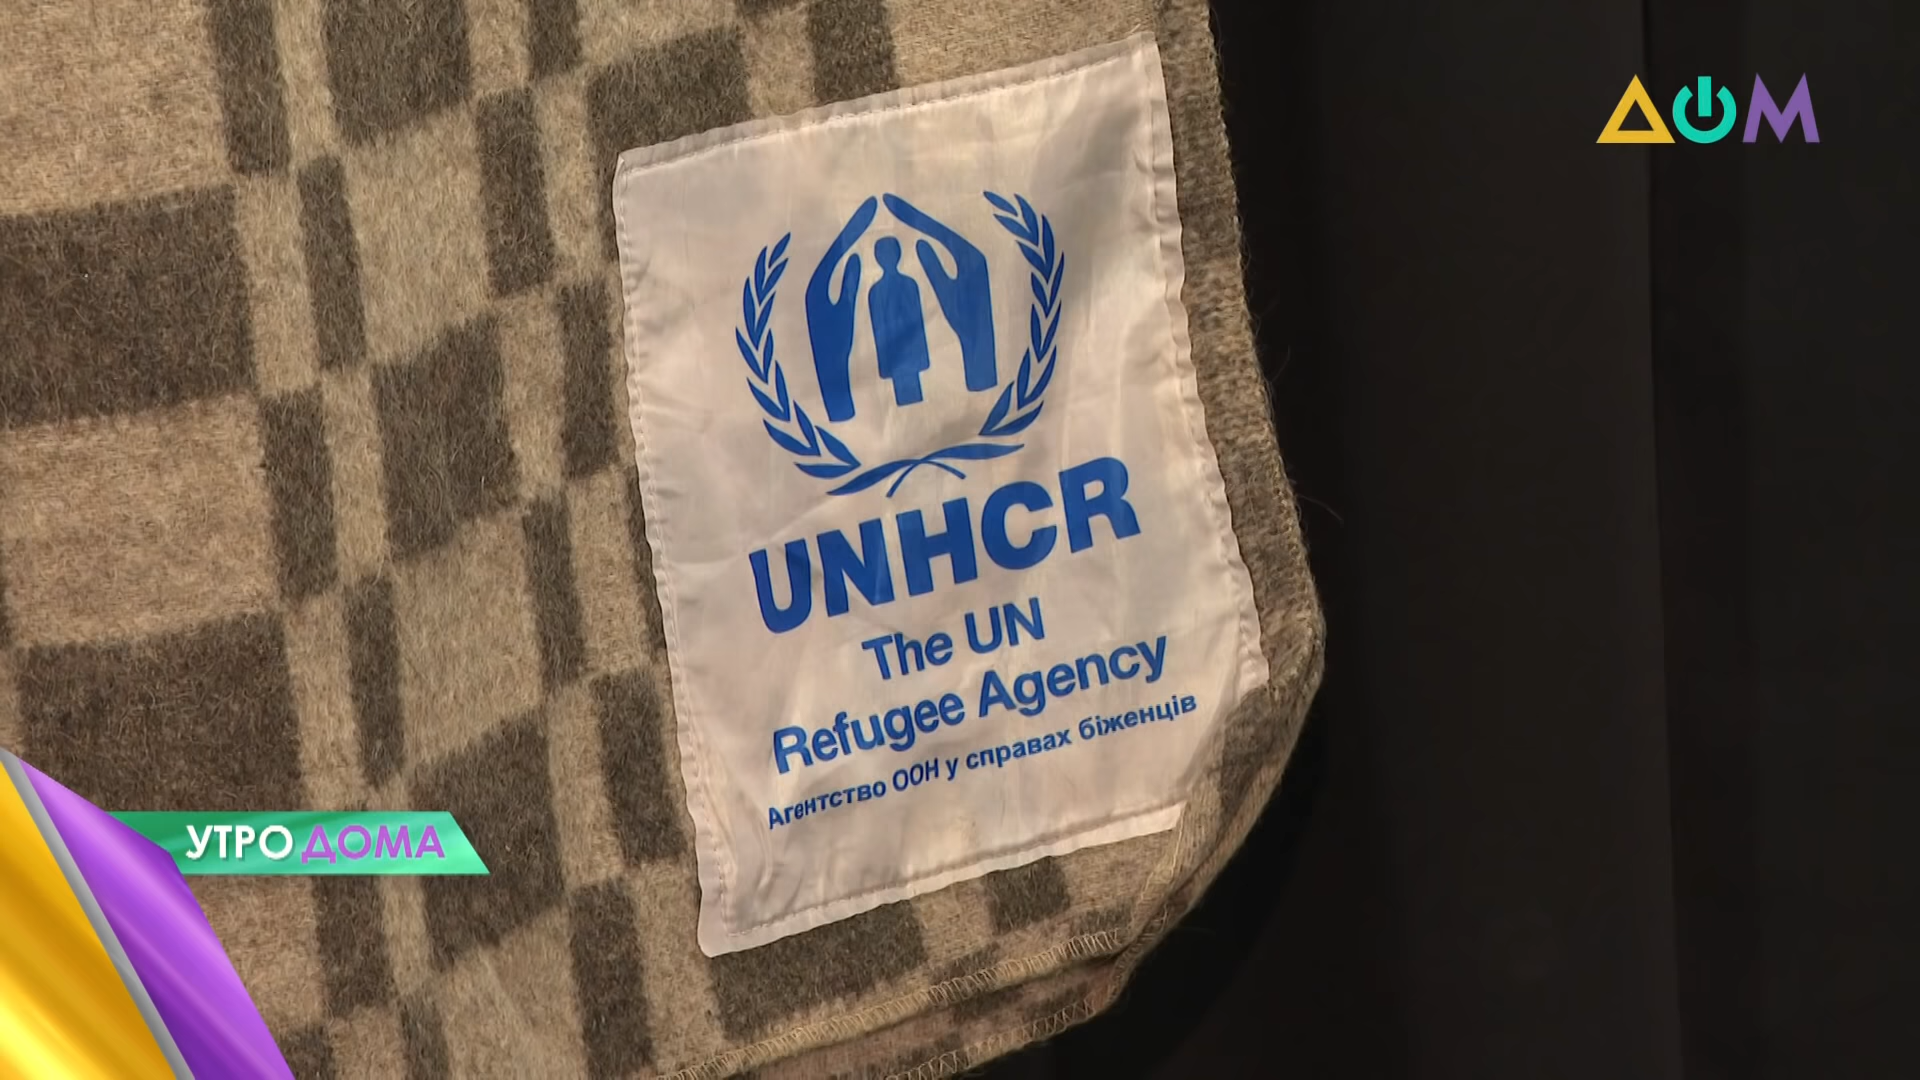 ДОМ
UNHCR
The UN
Refugee Agency
Агентство ООН у справах біженців
УТРО ДОМА